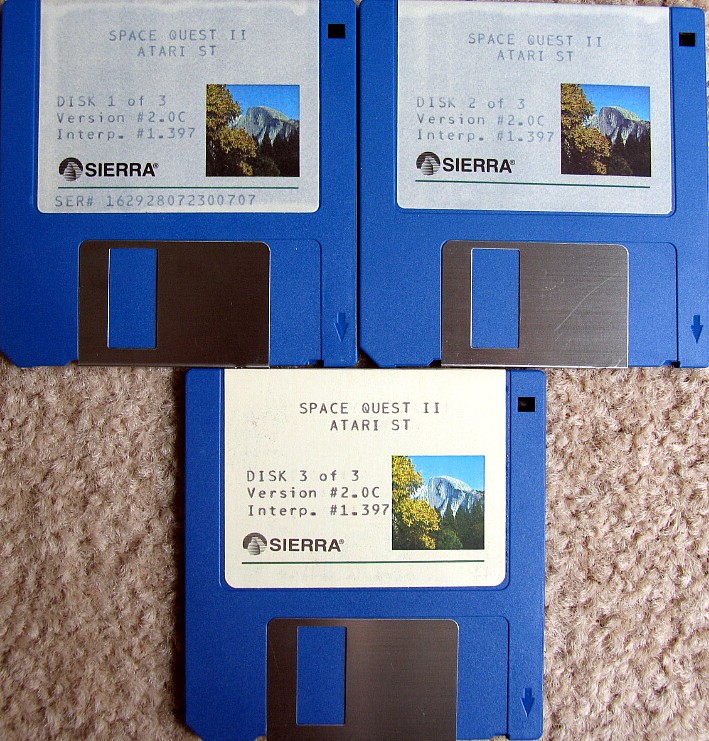 SPACE QUEST II
ATARI ST
DISK 1 of 3
Version #2.0C
Interp. #1.397
SIERRA®
SER# 162928072300707
SPACE QUEST II
ATARI ST
DISK 2 of 3
Version #2.0C
Interp. #1.397
SIERRA®
SPACE QUEST II
ATARI ST
DISK 3 of 3
Version #2.0C
Interp. #1.397
SIERRA®